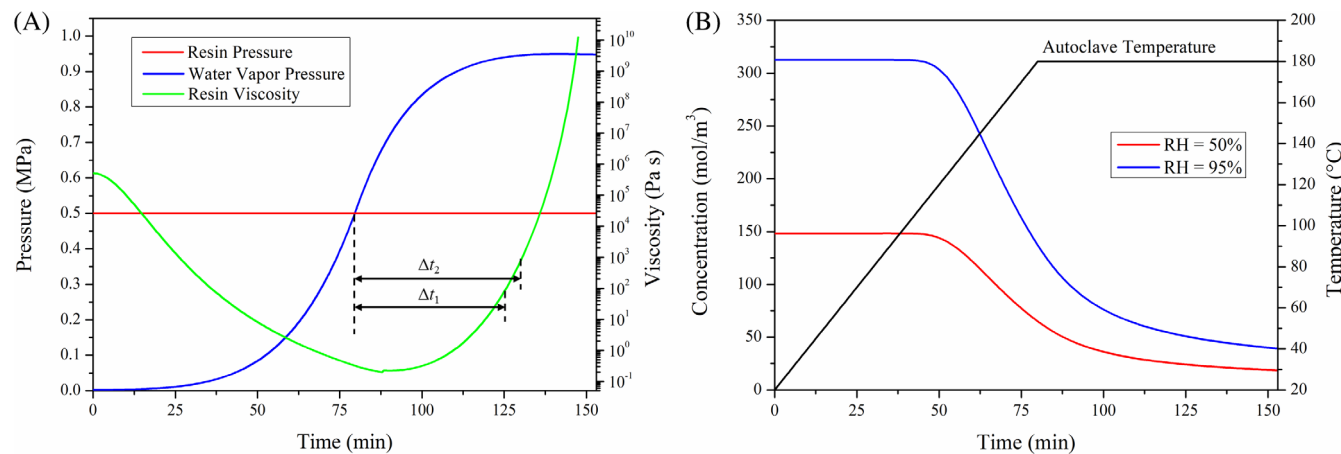 (A)
1.0
0.9
0.8
0.7
0.6
0.5
0.4
0.3
0.2
0.1
0.0
Pressure (MPa)
Resin Pressure
Water Vapor Pressure
Resin Viscosity
Δt2
Δt1
10^10
10^9
10^8
10^7
10^6
10^5
10^4
10^3
10^2
10^1
10^0
10^-1
Viscosity (Pa s)
0 25 50 75 100 125 150
Time (min)
(B)
350
300
250
200
150
100
50
0
Concentration (mol/m³)
Autoclave Temperature
RH = 50%
RH = 95%
200
180
160
140
120
100
80
60
40
20
Temperature (°C)
0 25 50 75 100 125 150
Time (min)